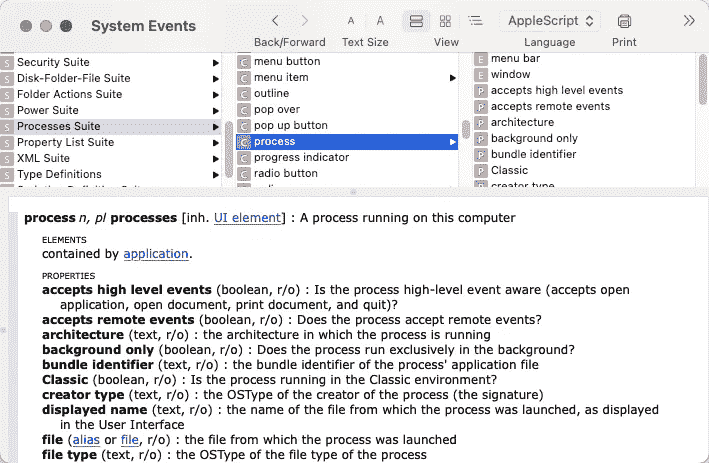 System Events
A A
AppleScript
Back/Forward Text Size View Language Print
S Security Suite
S Disk-Folder-File Suite
S Folder Actions Suite
S Power Suite
S Processes Suite
S Property List Suite
S XML Suite
S Type Definitions
C menu button
C menu item
C outline
C pop over
C pop up button
C process
C progress indicator
C radio button
E menu bar
E window
P accepts high level events
P accepts remote events
P architecture
P background only
P bundle identifier
P Classic
P creator type
process n, pl processes [inh. UI element] : A process running on this computer
ELEMENTS
contained by application.
PROPERTIES
accepts high level events (boolean, r/o) : Is the process high-level event aware (accepts open
application, open document, print document, and quit)?
accepts remote events (boolean, r/o) : Does the process accept remote events?
architecture (text, r/o) : the architecture in which the process is running
background only (boolean, r/o) : Does the process run exclusively in the background?
bundle identifier (text, r/o) : the bundle identifier of the process' application file
Classic (boolean, r/o) : Is the process running in the Classic environment?
creator type (text, r/o) : the OSType of the creator of the process (the signature)
displayed name (text, r/o) : the name of the file from which the process was launched, as displayed
in the User Interface
file (alias or file, r/o) : the file from which the process was launched
file type (text, r/o) : the OSType of the file type of the process